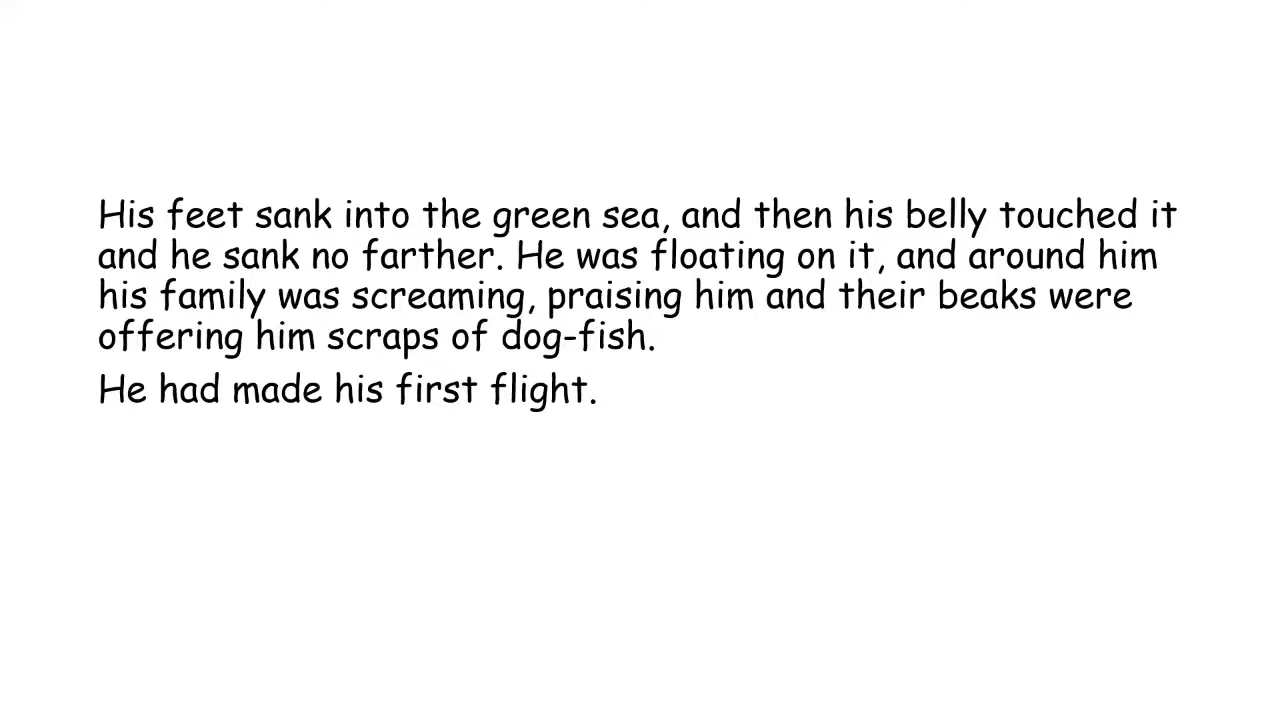 His feet sank into the green sea, and then his belly touched it
and he sank no farther. He was floating on it, and around him
his family was screaming, praising him and their beaks were
offering him scraps of dog-fish.
He had made his first flight.